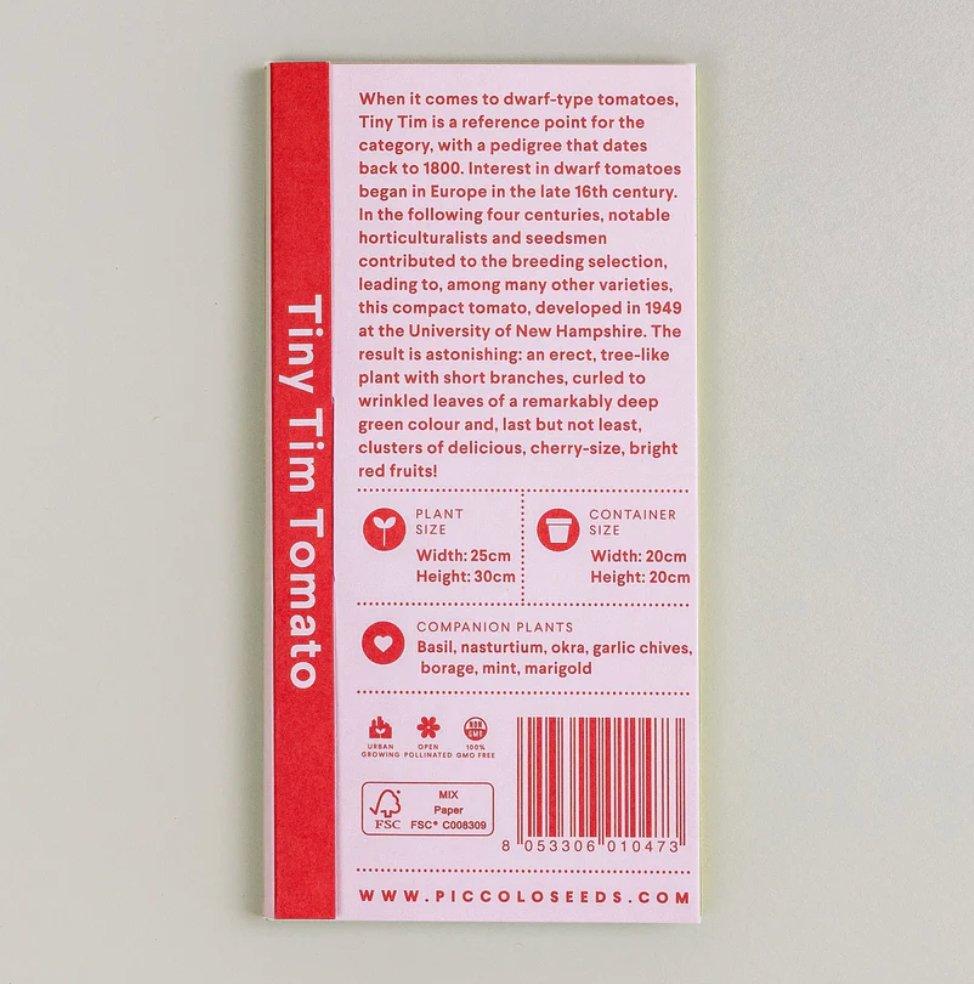 Tiny Tim Tomato
When it comes to dwarf-type tomatoes,
Tiny Tim is a reference point for the
category, with a pedigree that dates
back to 1800. Interest in dwarf tomatoes
began in Europe in the late 16th century.
In the following four centuries, notable
horticulturalists and seedsmen
contributed to the breeding selection,
leading to, among many other varieties,
this compact tomato, developed in 1949
at the University of New Hampshire. The
result is astonishing: an erect, tree-like
plant with short branches, curled to
wrinkled leaves of a remarkably deep
green colour and, last but not least,
clusters of delicious, cherry-size, bright
red fruits!
PLANT
SIZE
Width: 25cm
Height: 30cm
CONTAINER
SIZE
Width: 20cm
Height: 20cm
COMPANION PLANTS
Basil, nasturtium, okra, garlic chives,
borage, mint, marigold
URBAN
GROWING
OPEN
POLLINATED
NON
GMO
100%
GMO FREE
FSC
MIX
Paper
FSC® C008309
8 053306 010473
WWW.PICCOLOSEEDS.COM